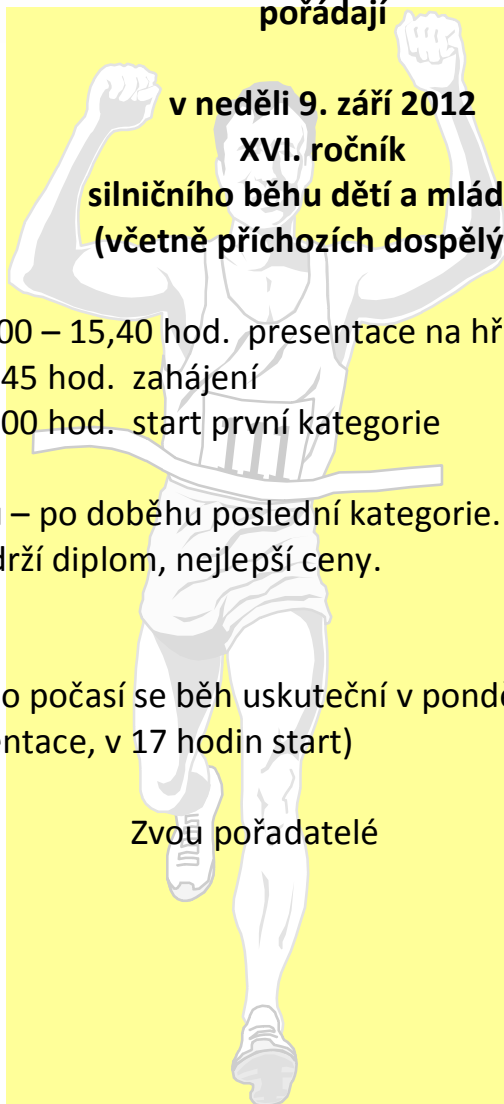 pořádají
v neděli 9. září 2012
XVI. ročník
silničního běhu dětí a mlád
(včetně příchozích dospělý
00 – 15,40 hod. presentace na hř
45 hod. zahájení
00 hod. start první kategorie
– po doběhu poslední kategorie.
drží diplom, nejlepší ceny.
o počasí se běh uskuteční v pondě
entace, v 17 hodin start)
Zvou pořadatelé